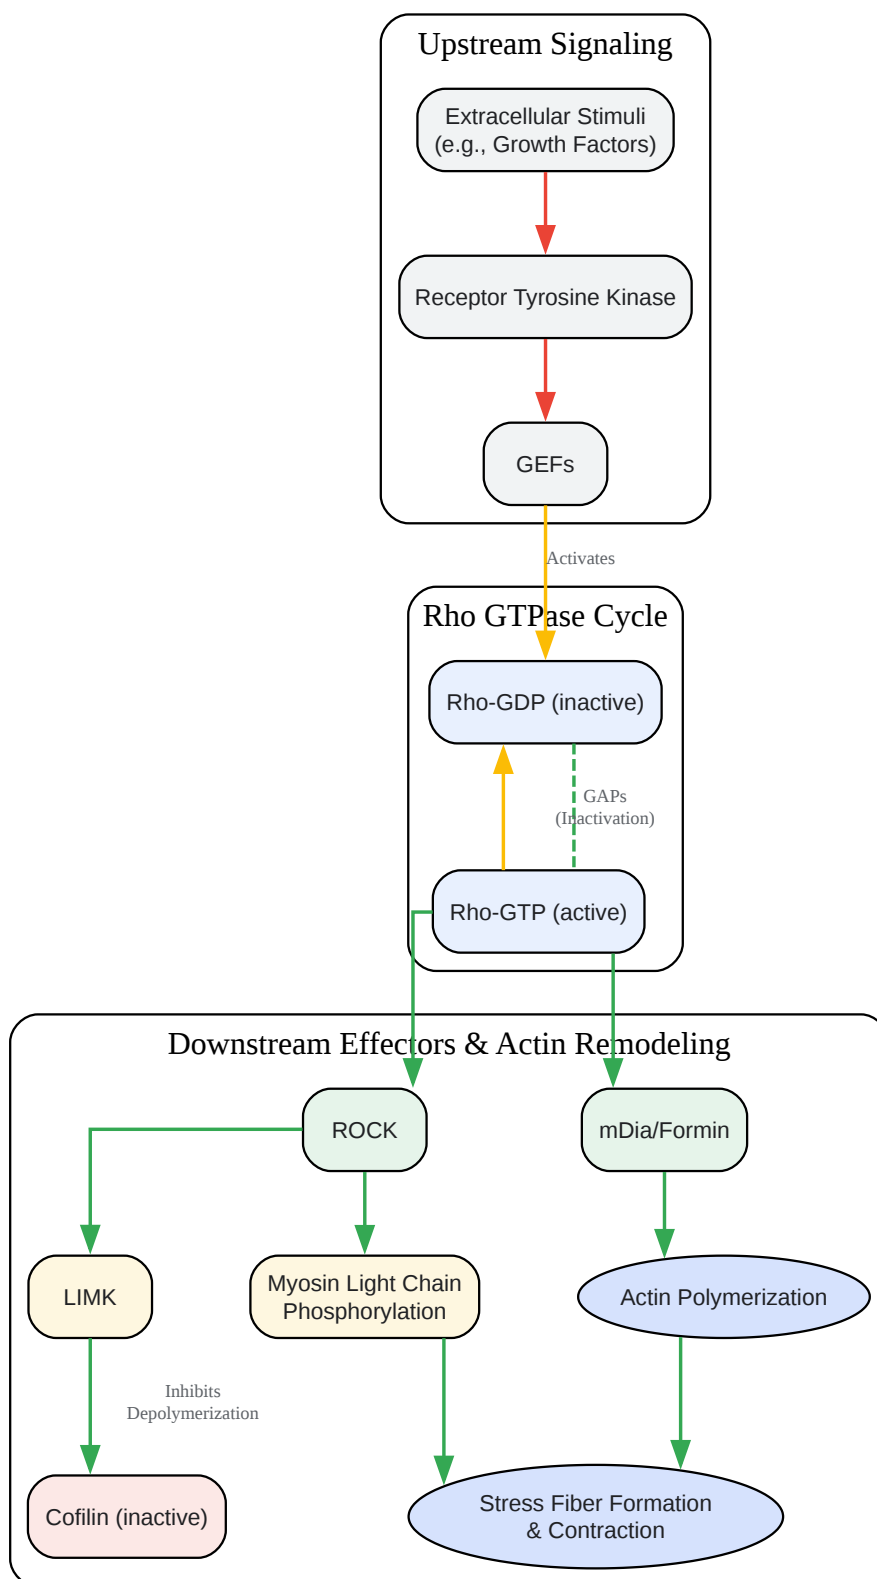 Upstream Signaling
Extracellular Stimuli
(e.g., Growth Factors)
Receptor Tyrosine Kinase
GEFs
Activates
Rho GTPase Cycle
Rho-GDP (inactive)
GAPs
(Inactivation)
Rho-GTP (active)
Downstream Effectors & Actin Remodeling
ROCK
mDia/Formin
LIMK
Myosin Light Chain
Phosphorylation
Actin Polymerization
Inhibits
Depolymerization
Cofilin (inactive)
Stress Fiber Formation
& Contraction